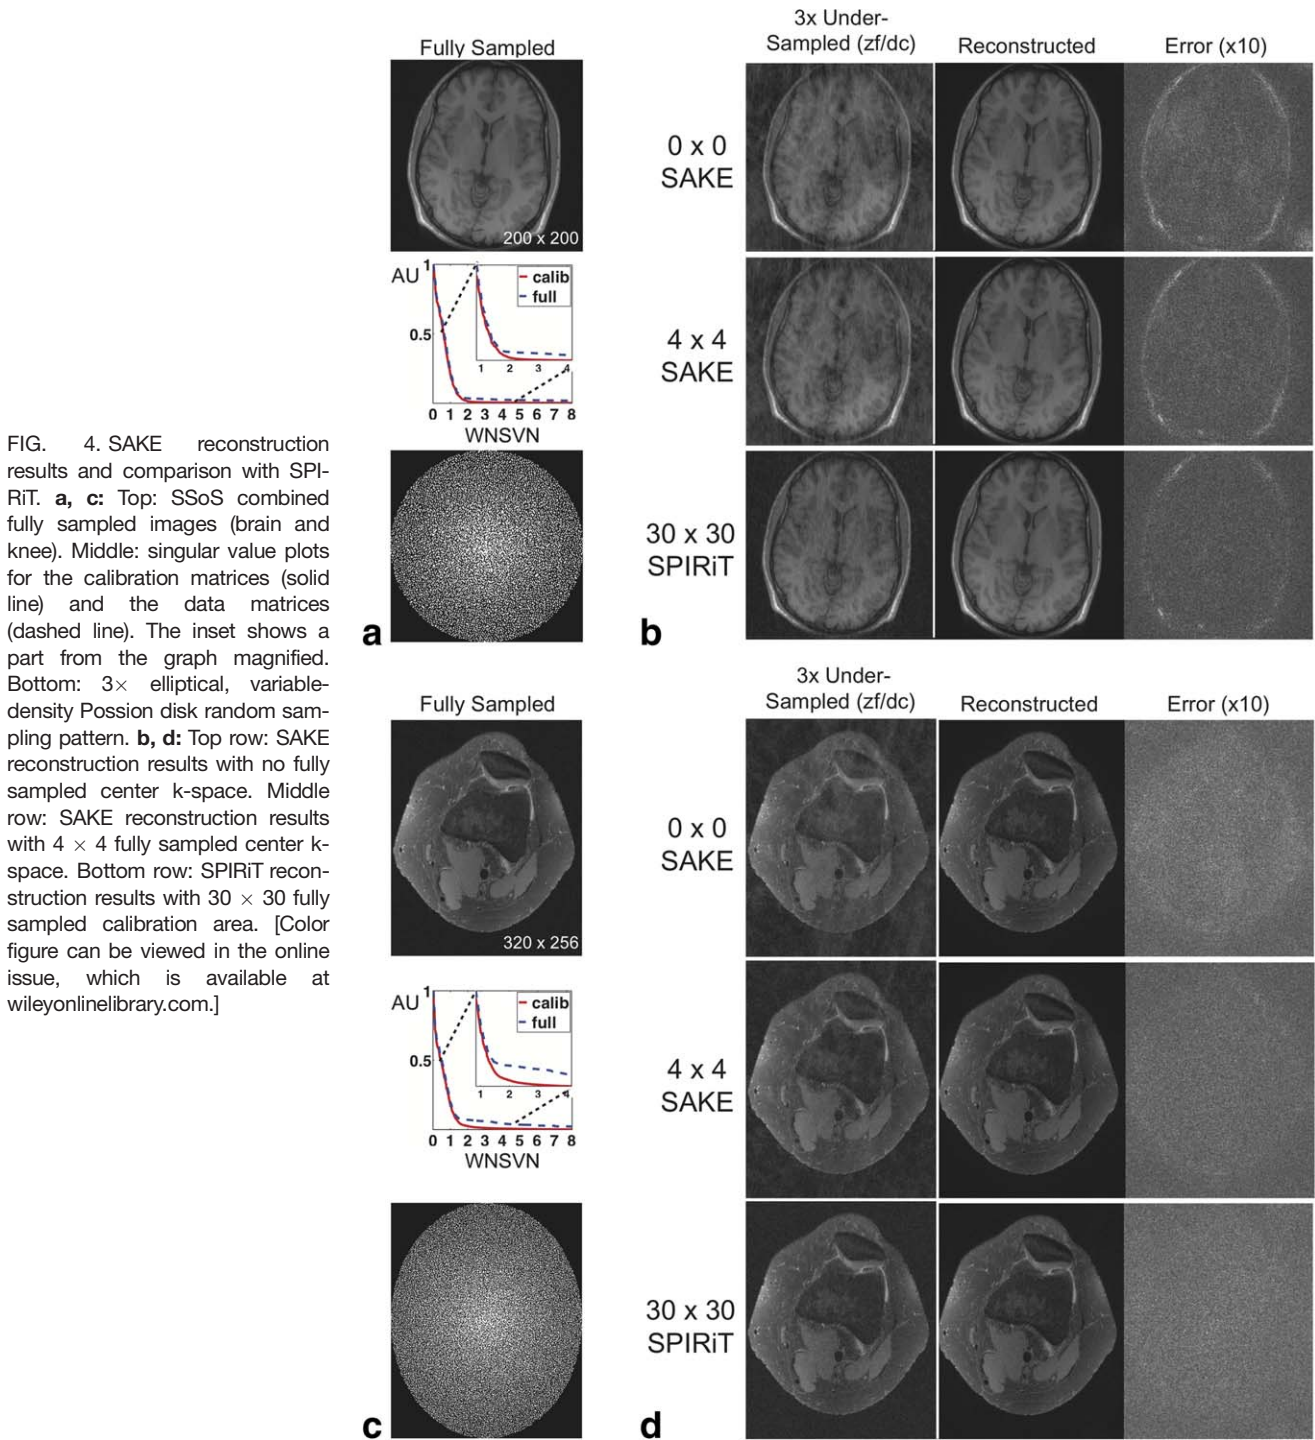 FIG. 4. SAKE reconstruction
results and comparison with SPI-
RiT. a, c: Top: SSoS combined
fully sampled images (brain and
knee). Middle: singular value plots
for the calibration matrices (solid
line) and the data matrices
(dashed line). The inset shows a
part from the graph magnified.
Bottom: 3× elliptical, variable-
density Possion disk random sam-
pling pattern. b, d: Top row: SAKE
reconstruction results with no fully
sampled center k-space. Middle
row: SAKE reconstruction results
with 4 × 4 fully sampled center k-
space. Bottom row: SPIRiT recon-
struction results with 30 × 30 fully
sampled calibration area. [Color
figure can be viewed in the online
issue, which is available at
wileyonlinelibrary.com.]
Fully Sampled
200 x 200
AU
1
0.5
calib
full
1 2 3 4
0 1 2 3 4 5 6 7 8
WNSVN
a
3x Under-
Sampled (zf/dc)
Reconstructed
Error (x10)
0 x 0
SAKE
4 x 4
SAKE
30 x 30
SPIRiT
b
Fully Sampled
320 x 256
AU
1
0.5
calib
full
1 2 3 4
0 1 2 3 4 5 6 7 8
WNSVN
c
3x Under-
Sampled (zf/dc)
Reconstructed
Error (x10)
0 x 0
SAKE
4 x 4
SAKE
30 x 30
SPIRiT
d